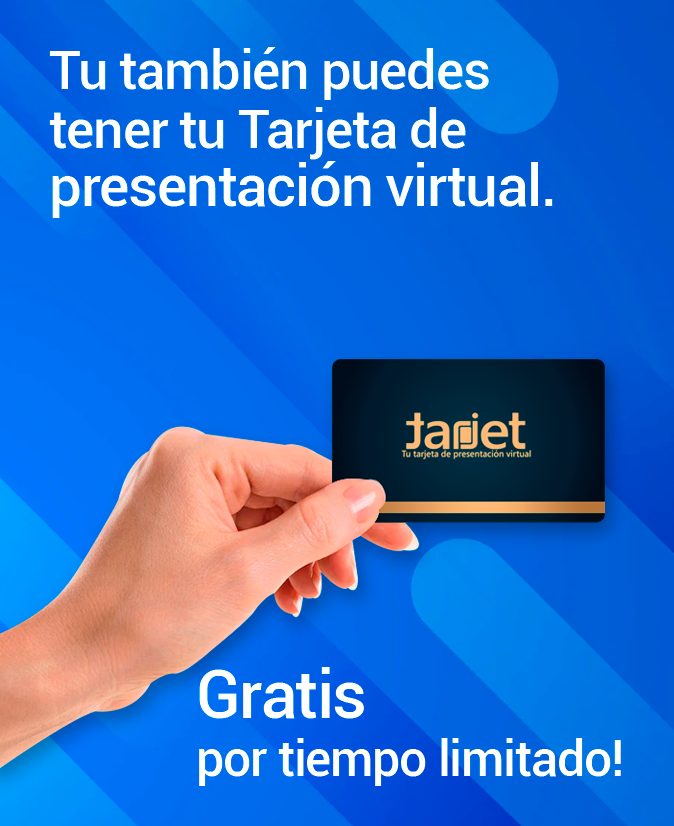 Tu también puedes
tener tu Tarjeta de
presentación virtual.
tarjet
Tu tarjeta de presentación virtual
Gratis
por tiempo limitado!